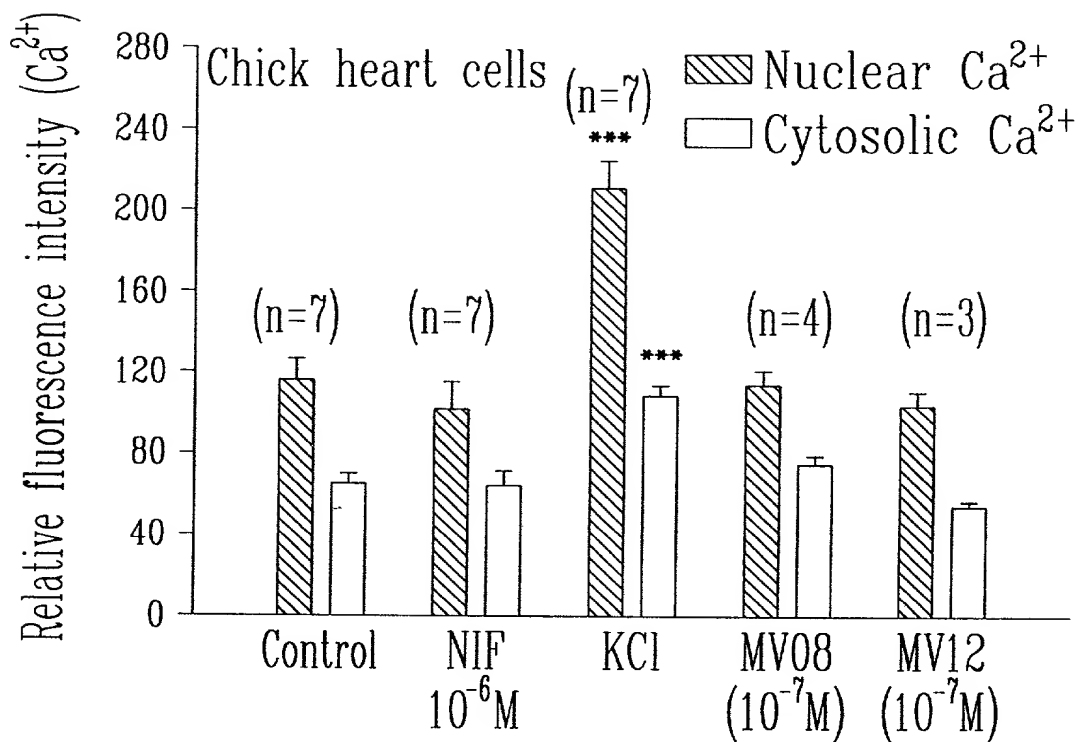 Relative fluorescence intensity (Ca²⁺)
280
240
200
160
120
80
40
0
Chick heart cells
Nuclear Ca²⁺
Cytosolic Ca²⁺
(n=7)
(n=7)
(n=7)
***
***
(n=4)
(n=3)
Control
NIF
10⁻⁶M
KCl
MV08
(10⁻⁷M)
MV12
(10⁻⁷M)